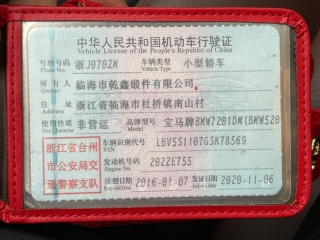 中华人民共和国机动车行驶证
Vehicle License of the People's Republic of China
号牌号码 浙J070ZK 车辆类型 小型轿车
Plate No. Vehicle Type
所有人 临海市乾鑫锻件有限公司
Owner
住址 浙江省临海市杜桥镇南山村
Address
使用性质 非营运 品牌型号 宝马牌BMW7201DM(BMW520
Use Character Model
浙江省台州
市公安局交
通警察支队
车辆识别代号 LBV5S1107GSK78569
VIN
发动机号码 2022E755
Engine No.
注册日期 2016-01-07 发证日期 2020-11-06
Register Date Issue Date